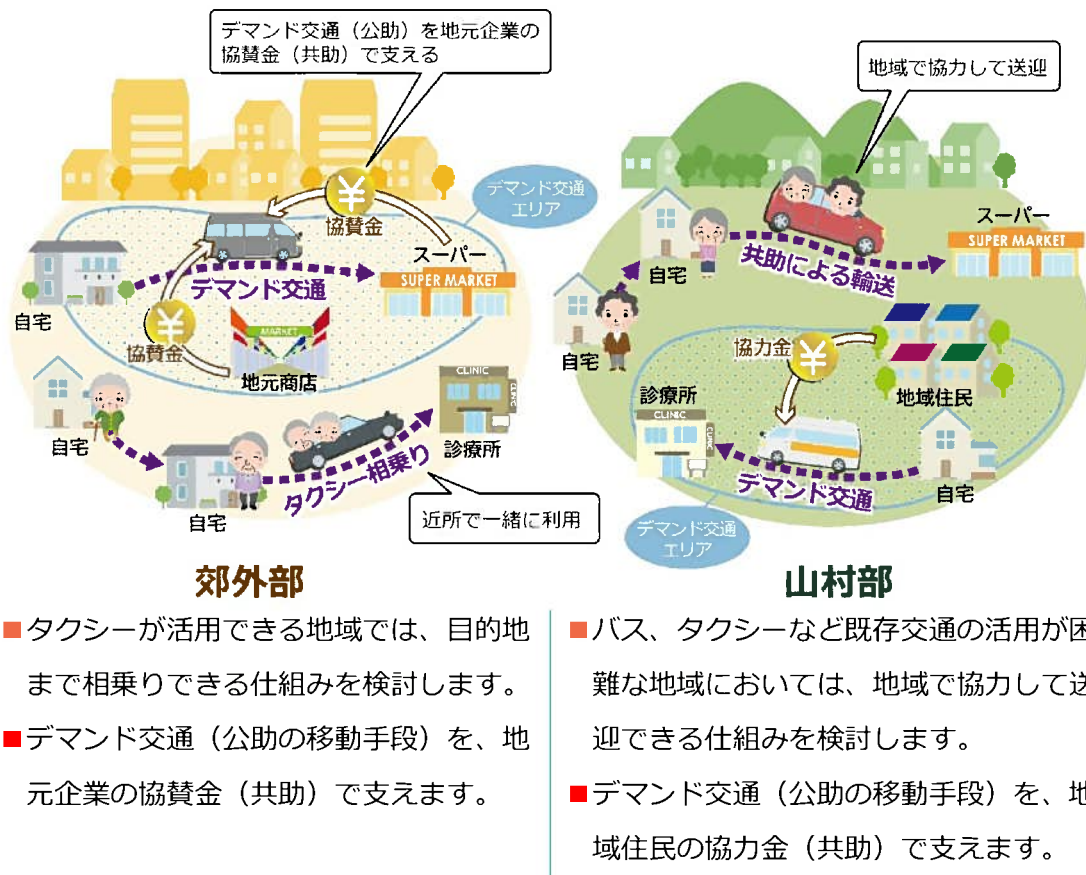 デマンド交通（公助）を地元企業の
協賛金（共助）で支える
デマンド交通
エリア
¥
協賛金
スーパー
SUPER MARKET
デマンド交通
自宅
¥
協賛金
MARKET
地元商店
自宅
自宅
タクシー相乗り
CLINIC
CLINIC
診療所
近所で一緒に利用
郊外部
■タクシーが活用できる地域では、目的地
まで相乗りできる仕組みを検討します。
■デマンド交通（公助の移動手段）を、地
元企業の協賛金（共助）で支えます。
地域で協力して送迎
スーパー
SUPER MARKET
自宅
共助による輸送
自宅
協力金
¥
地域住民
診療所
CLINIC
CLINIC
デマンド交通
自宅
デマンド交通
エリア
山村部
■バス、タクシーなど既存交通の活用が困
難な地域においては、地域で協力して送
迎できる仕組みを検討します。
■デマンド交通（公助の移動手段）を、地
域住民の協力金（共助）で支えます。